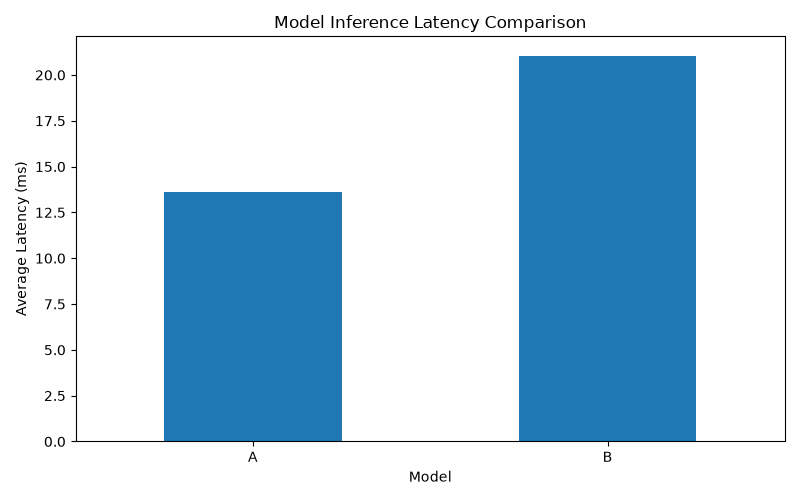 Model Inference Latency Comparison
Average Latency (ms)
20.0
17.5
15.0
12.5
10.0
7.5
5.0
2.5
0.0
A
B
Model